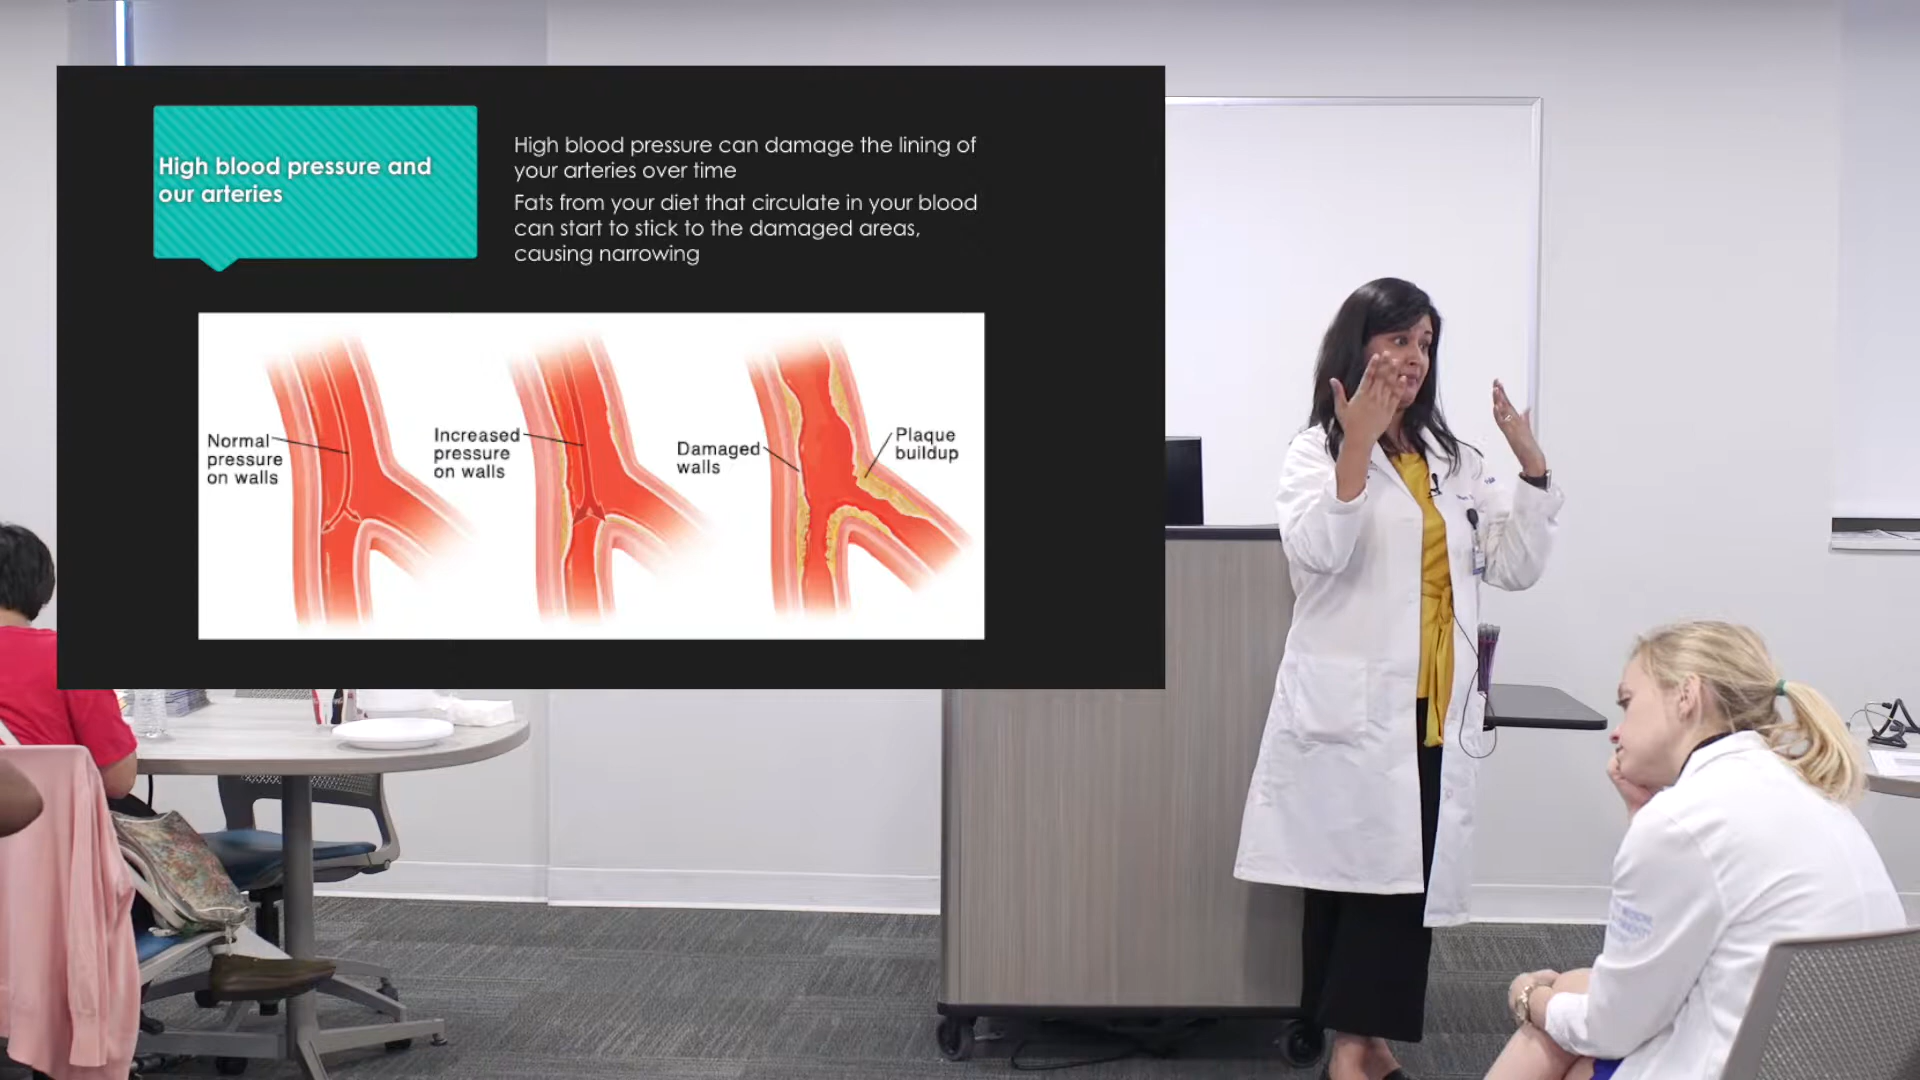 High blood pressure and
our arteries
High blood pressure can damage the lining of
your arteries over time
Fats from your diet that circulate in your blood
can start to stick to the damaged areas,
causing narrowing
Normal
pressure
on walls
Increased
pressure
on walls
Damaged
walls
Plaque
buildup